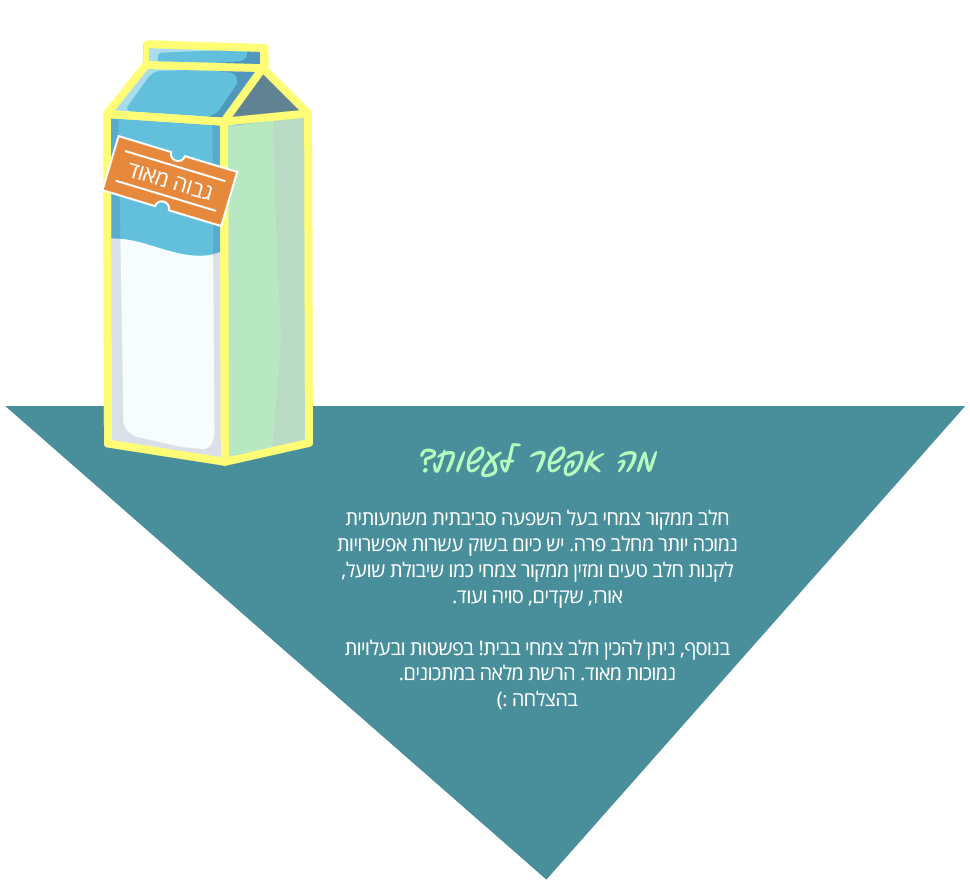 גבוה מאוד
מה אפשר לעשות?
חלב ממקור צמחי בעל השפעה סביבתית משמעותית
נמוכה יותר מחלב פרה. יש כיום בשוק עשרות אפשרויות
לקנות חלב טעים ומזין ממקור צמחי כמו שיבולת שועל,
אורז, שקדים, סויה ועוד.
בנוסף, ניתן להכין חלב צמחי בבית! בפשטות ובעלויות
נמוכות מאוד. הרשת מלאה במתכונים.
בהצלחה :)